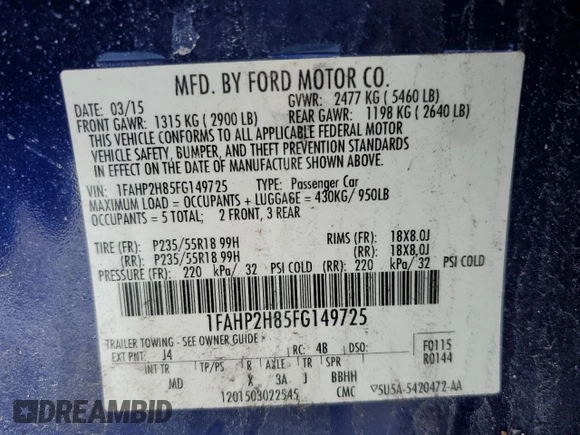 MFD. BY FORD MOTOR CO.
DATE: 03/15 GVWR: 2477 KG ( 5460 LB)
FRONT GAWR: 1315 KG ( 2900 LB) REAR GAWR: 1198 KG ( 2640 LB)
THIS VEHICLE CONFORMS TO ALL APPLICABLE FEDERAL MOTOR
VEHICLE SAFETY, BUMPER, AND THEFT PREVENTION STANDARDS
IN EFFECT ON THE DATE OF MANUFACTURE SHOWN ABOVE.
VIN: 1FAHP2H85FG149725 TYPE: Passenger Car
MAXIMUM LOAD = OCCUPANTS + LUGGAGE = 430KG/ 950LB
OCCUPANTS = 5 TOTAL; 2 FRONT, 3 REAR
TIRE (FR): P235/55R18 99H RIMS (FR): 18X8.0J
(RR): P235/55R18 99H (RR): 18X8.0J
PRESSURE (FR): 220 kPa/ 32 PSI COLD (RR): 220 kPa/ 32 PSI COLD
1FAHP2H85FG149725
TRAILER TOWING - SEE OWNER GUIDE
EXT PNT: J4 RC: 48 DSO: F0115
R0144
INT TR TP/PS R AXLE TR SPR
MD X 3A J BBHH
1201503022545 CMC 5U5A-5420472-AA
DREAMBID